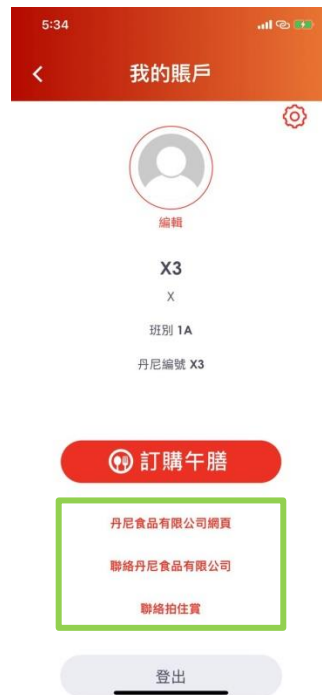 5:34
我的賬戶
編輯
X3
X
班別 1A
丹尼編號 X3
訂購午膳
丹尼食品有限公司網頁
聯絡丹尼食品有限公司
聯絡拍住賞
登出